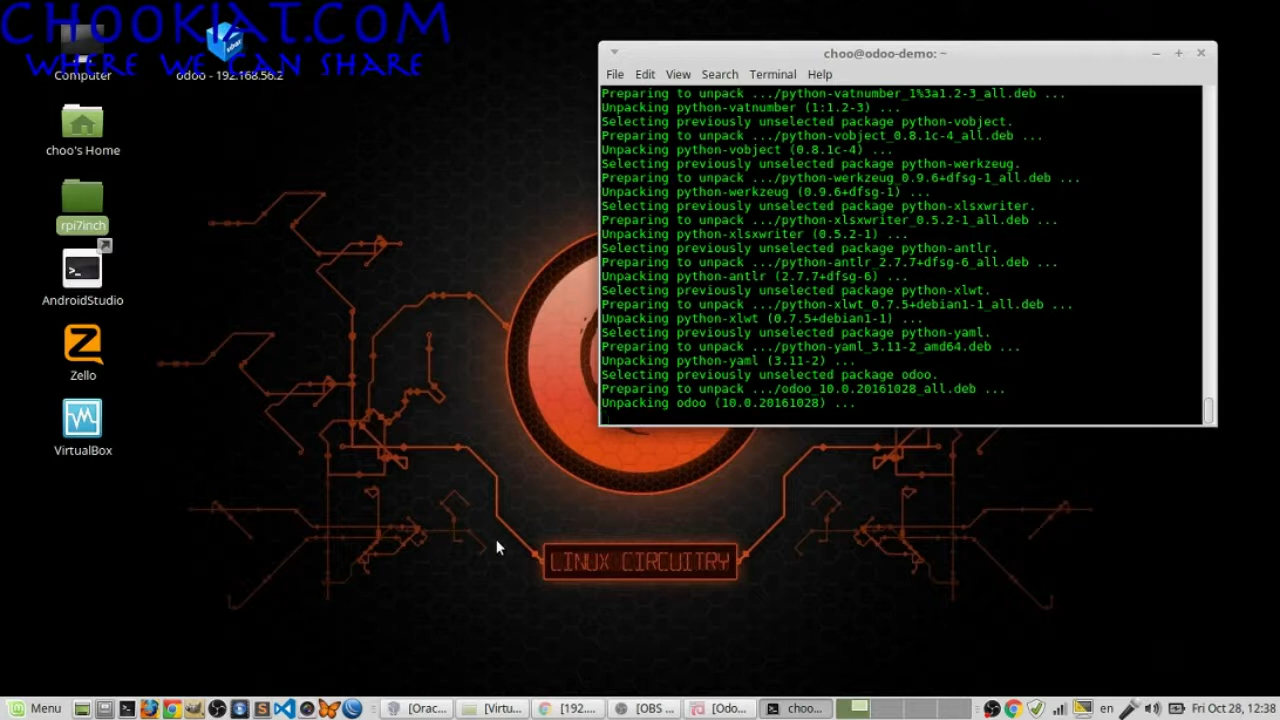 CHOOKIAT.COM
WHERE WE CAN SHARE
Computer
odoo - 192.168.56.2
choo's Home
rpi7inch
AndroidStudio
Zello
VirtualBox
choo@odoo-demo: ~
File Edit View Search Terminal Help
Preparing to unpack .../python-vatnumber_1%3a1.2-3_all.deb ...
Unpacking python-vatnumber (1:1.2-3) ...
Selecting previously unselected package python-vobject.
Preparing to unpack .../python-vobject_0.8.1c-4_all.deb ...
Unpacking python-vobject (0.8.1c-4) ...
Selecting previously unselected package python-werkzeug.
Preparing to unpack .../python-werkzeug_0.9.6+dfsg-1_all.deb ...
Unpacking python-werkzeug (0.9.6+dfsg-1) ...
Selecting previously unselected package python-xlsxwriter.
Preparing to unpack .../python-xlsxwriter_0.5.2-1_all.deb ...
Unpacking python-xlsxwriter (0.5.2-1) ...
Selecting previously unselected package python-antlr.
Preparing to unpack .../python-antlr_2.7.7+dfsg-6_all.deb ...
Unpacking python-antlr (2.7.7+dfsg-6) ...
Selecting previously unselected package python-xlwt.
Preparing to unpack .../python-xlwt_0.7.5+debian1-1_all.deb ...
Unpacking python-xlwt (0.7.5+debian1-1) ...
Selecting previously unselected package python-yaml.
Preparing to unpack .../python-yaml_3.11-2_amd64.deb ...
Unpacking python-yaml (3.11-2) ...
Selecting previously unselected package odoo.
Preparing to unpack .../odoo_10.0.20161028_all.deb ...
Unpacking odoo (10.0.20161028) ...
LINUX CIRCUITRY
Menu [Orac... [Virtu... [192.... [OBS ... [Odo... choo... en Fri Oct 28, 12:38